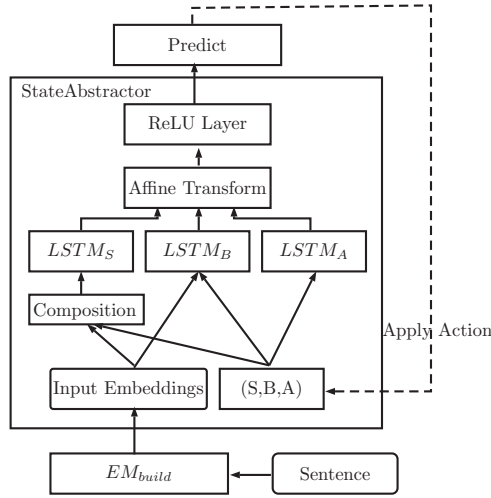 Predict
StateAbstractor
ReLU Layer
Affine Transform
LSTM_S LSTM_B LSTM_A
Composition
Apply Action
Input Embeddings (S,B,A)
EM_build Sentence